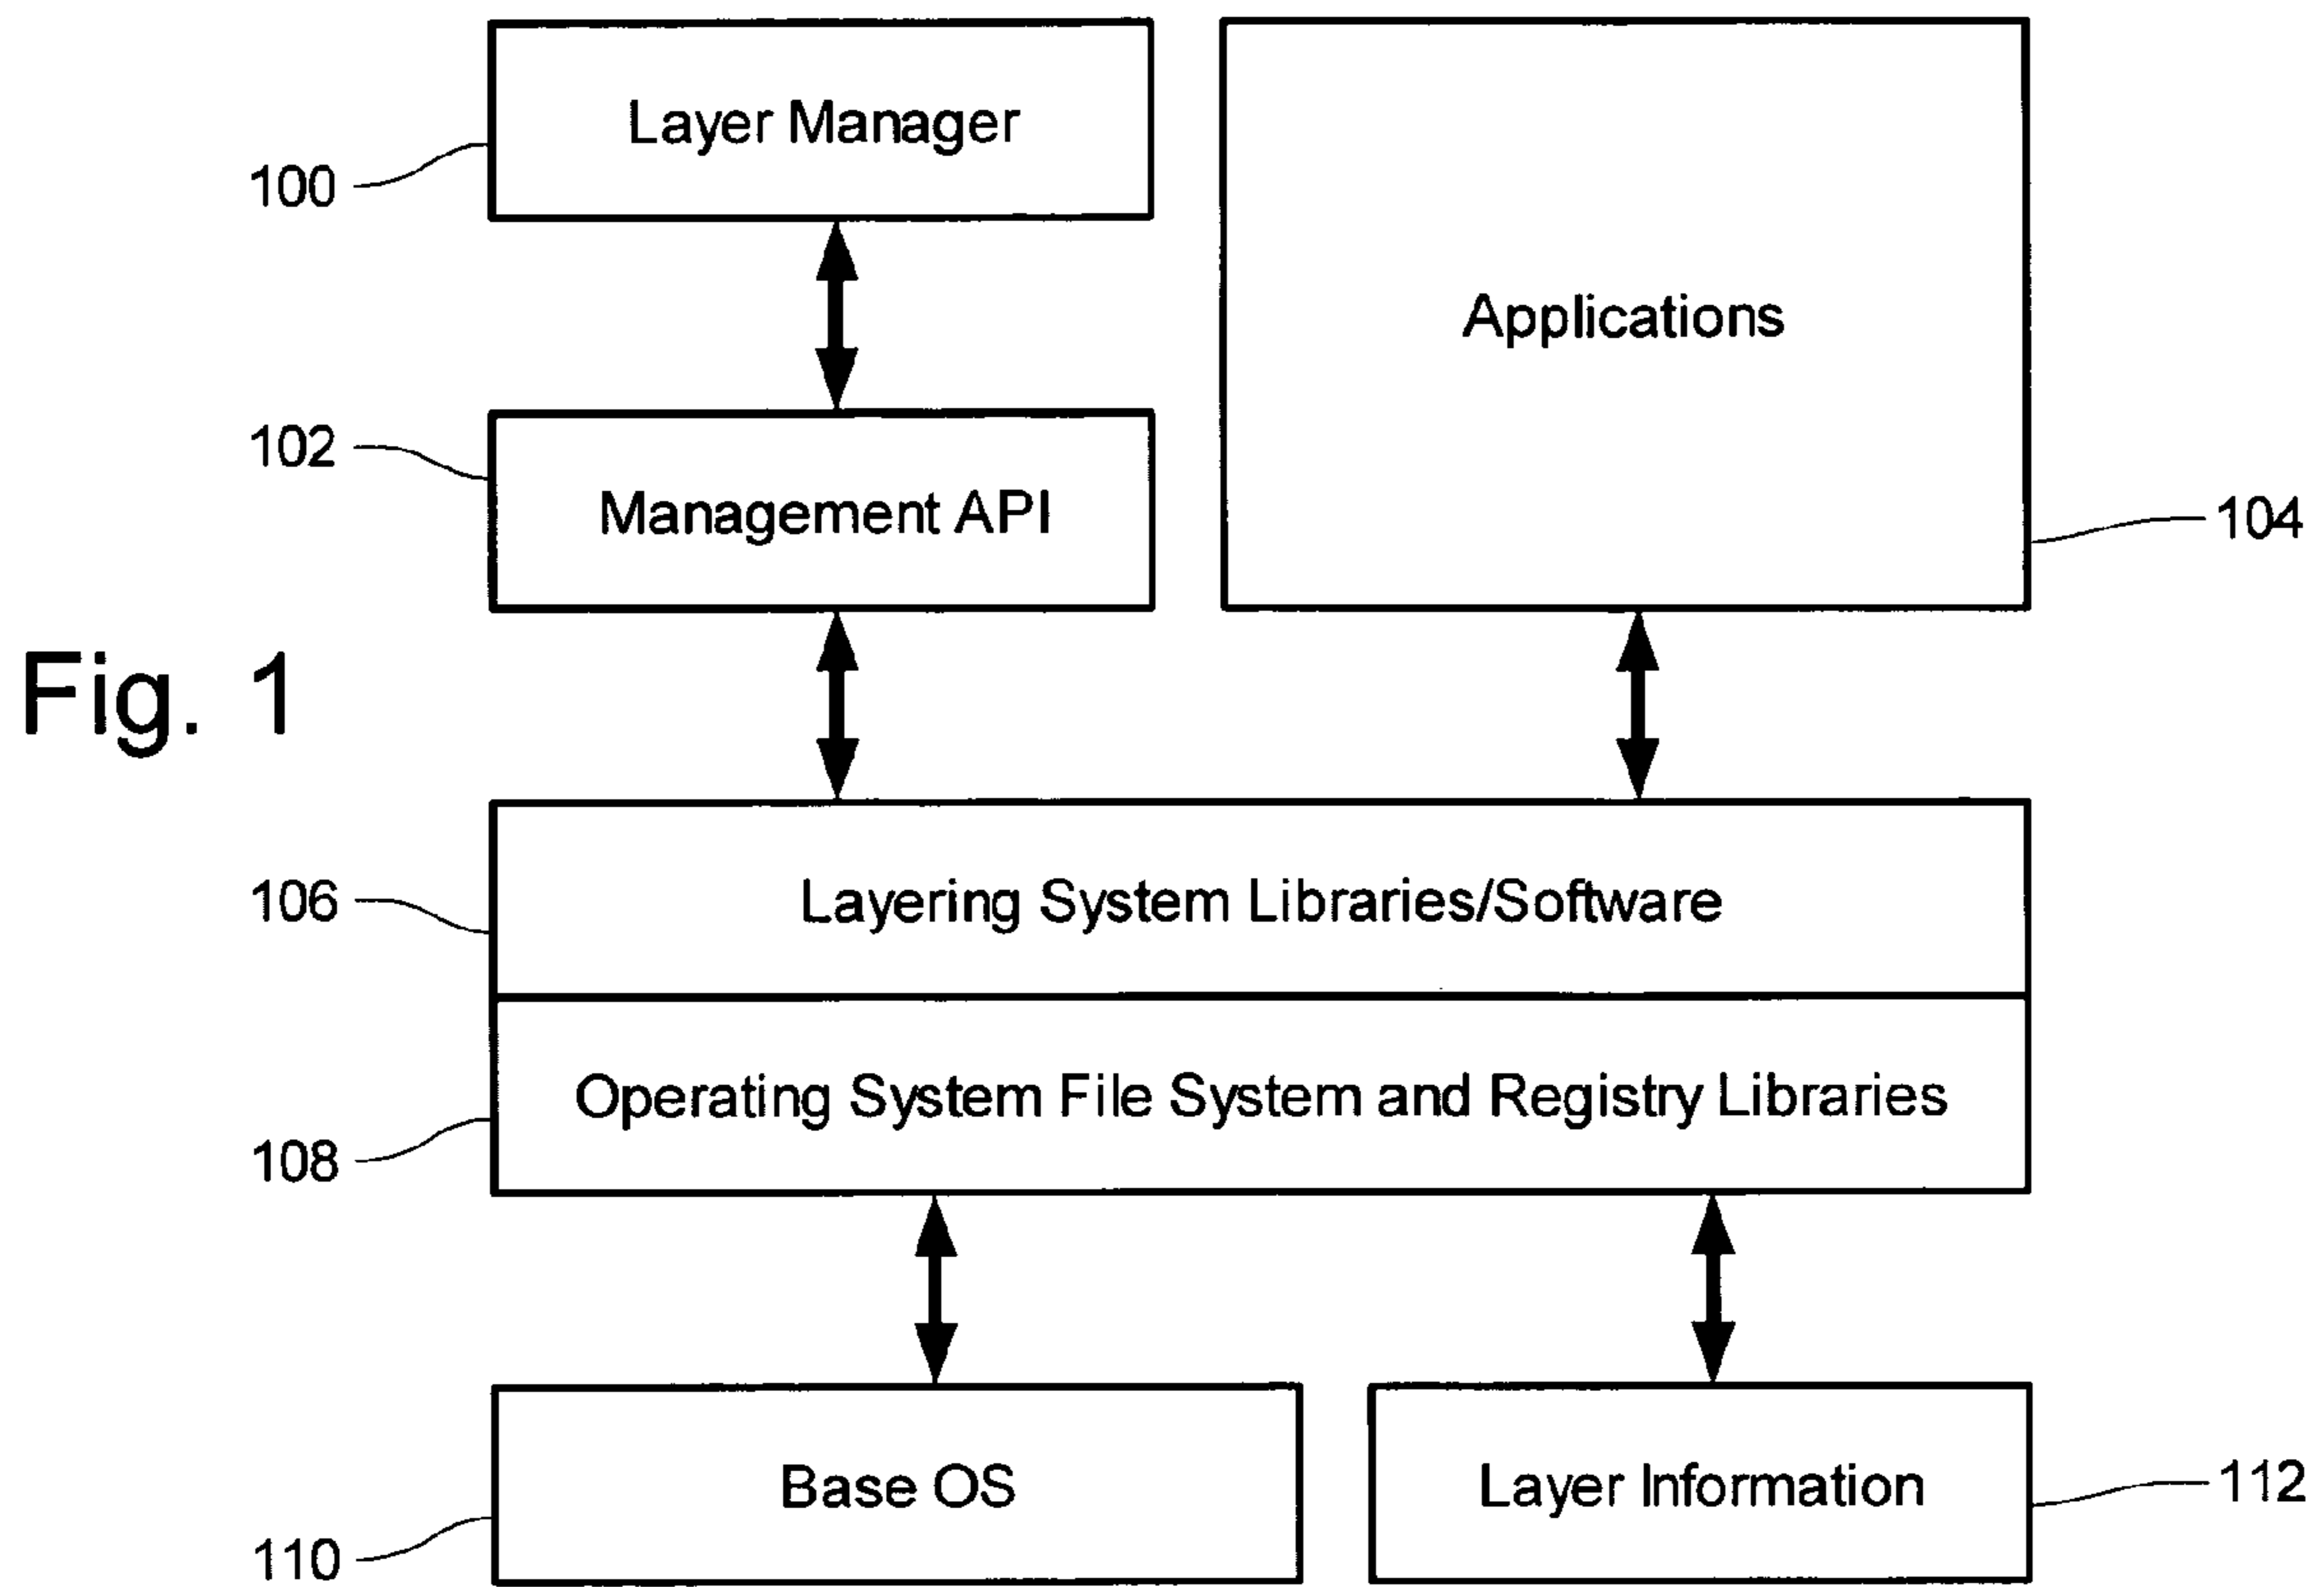 Layer Manager
100
Applications
102
Management API
104
Fig. 1
106
Layering System Libraries/Software
Operating System File System and Registry Libraries
108
Base OS
Layer Information
112
110